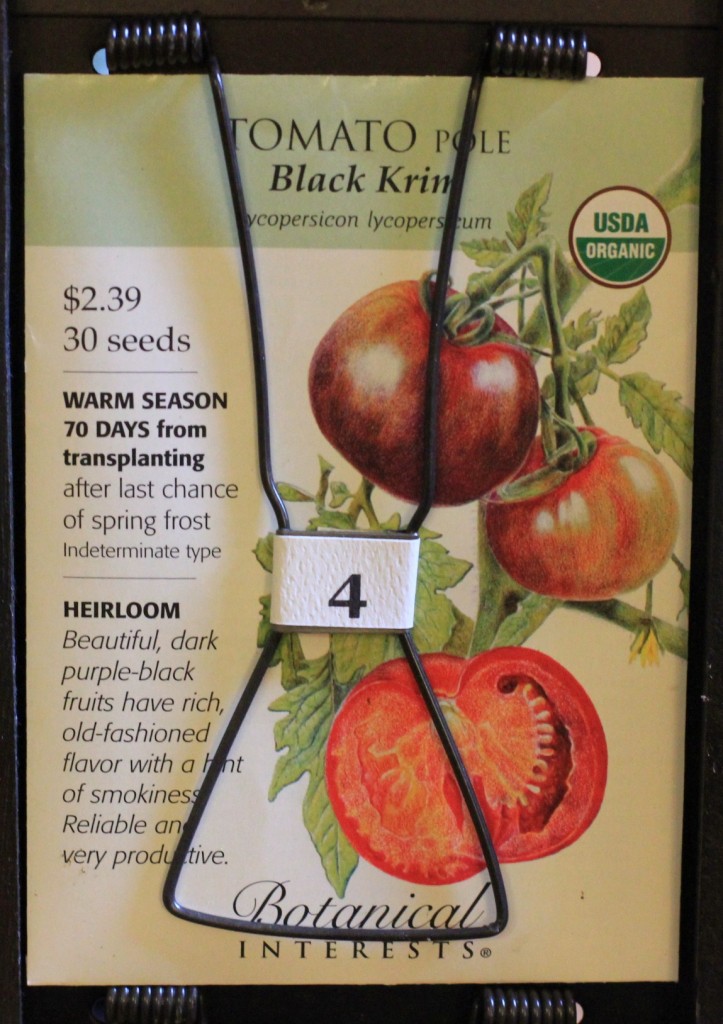 TOMATO POLE
Black Krim
lycopersicon lycopersicum
USDA
ORGANIC
$2.39
30 seeds
WARM SEASON
70 DAYS from
transplanting
after last chance
of spring frost
Indeterminate type
4
HEIRLOOM
Beautiful, dark
purple-black
fruits have rich,
old-fashioned
flavor with a hint
of smokiness.
Reliable and
very productive.
Botanical
INTERESTS®